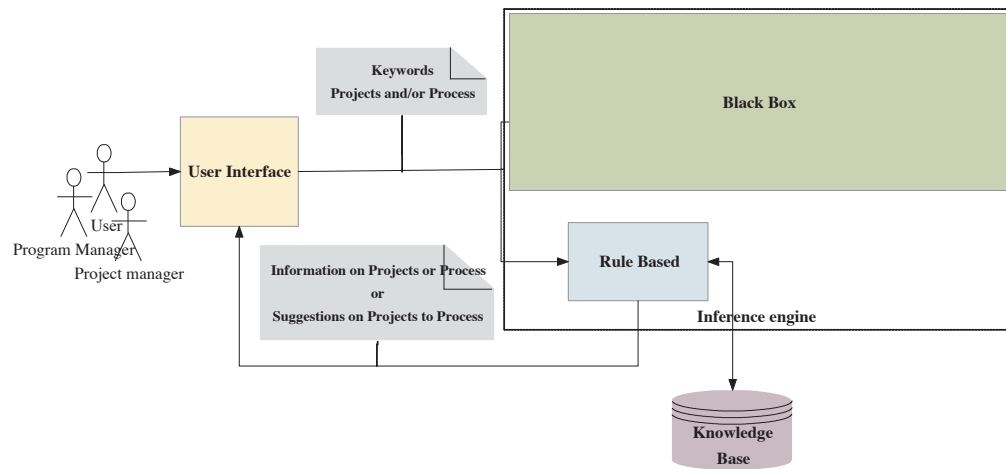 Keywords
Projects and/or Process
Black Box
User Interface
User
Program Manager
Project manager
Information on Projects or Process
or
Suggestions on Projects to Process
Rule Based
Inference engine
Knowledge
Base